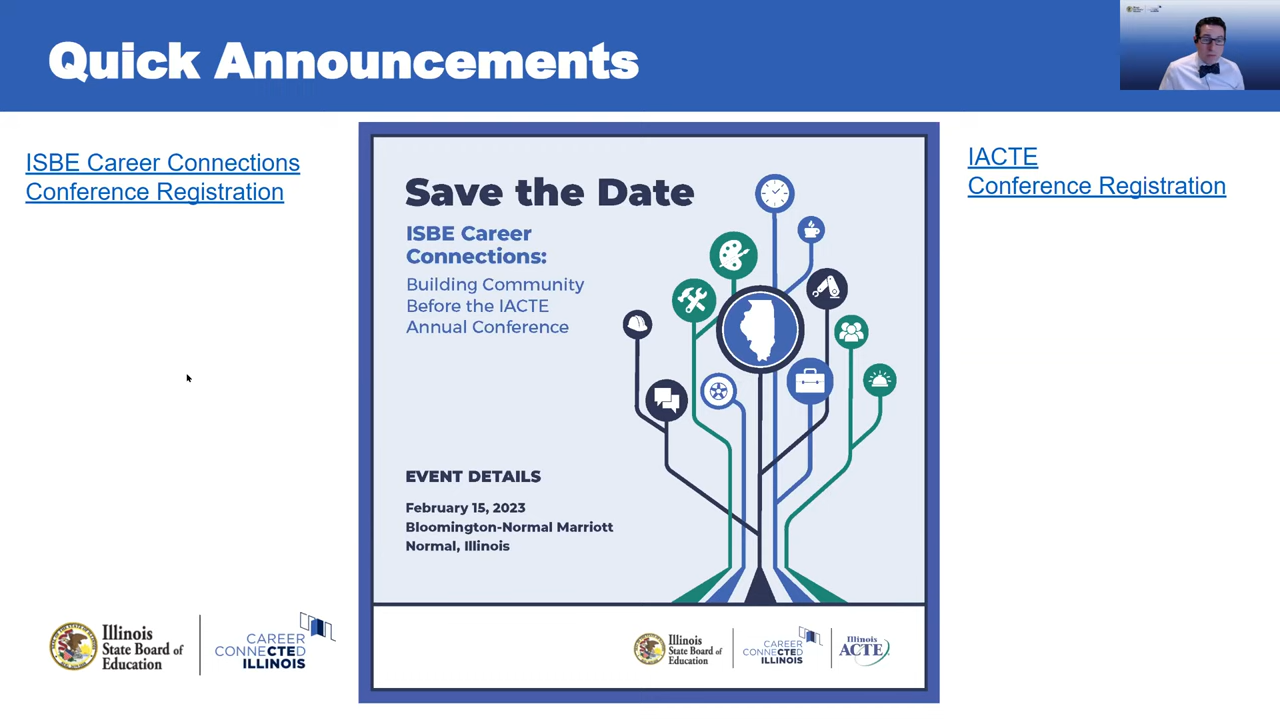 Quick Announcements
ISBE Career Connections
Conference Registration
Save the Date
ISBE Career
Connections:
Building Community
Before the IACTE
Annual Conference
EVENT DETAILS
February 15, 2023
Bloomington-Normal Marriott
Normal, Illinois
Illinois
State Board of
Education
CAREER
CONNECTED
ILLINOIS
Illinois
ACTE
IACTE
Conference Registration
Illinois
State Board of
Education
CAREER
CONNECTED
ILLINOIS